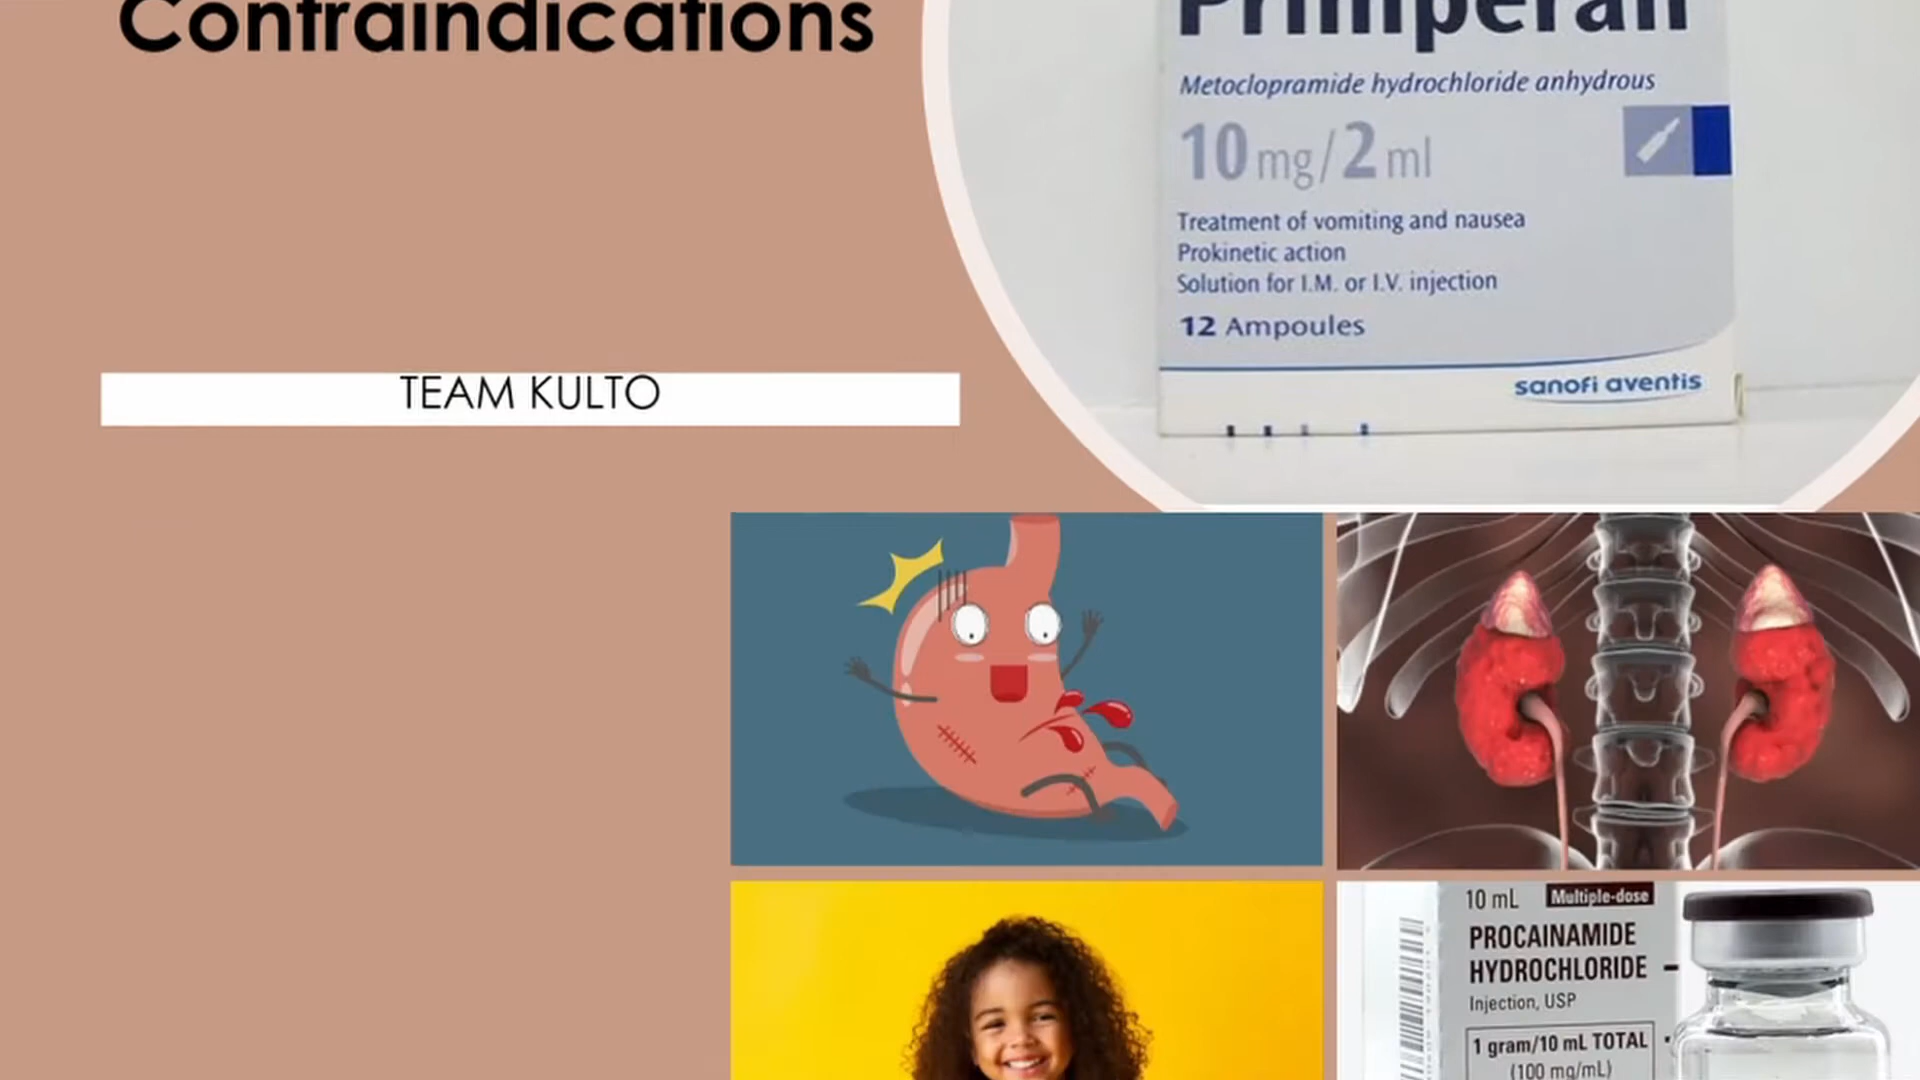 Contraindications
Primperan
Metoclopramide hydrochloride anhydrous
10 mg/2 ml
Treatment of vomiting and nausea
Prokinetic action
Solution for I.M. or I.V. injection
12 Ampoules
sanofi aventis
TEAM KULTO
10 mL Multiple-dose
PROCAINAMIDE
HYDROCHLORIDE
Injection, USP
1 gram/10 mL TOTAL
(100 mg/mL)